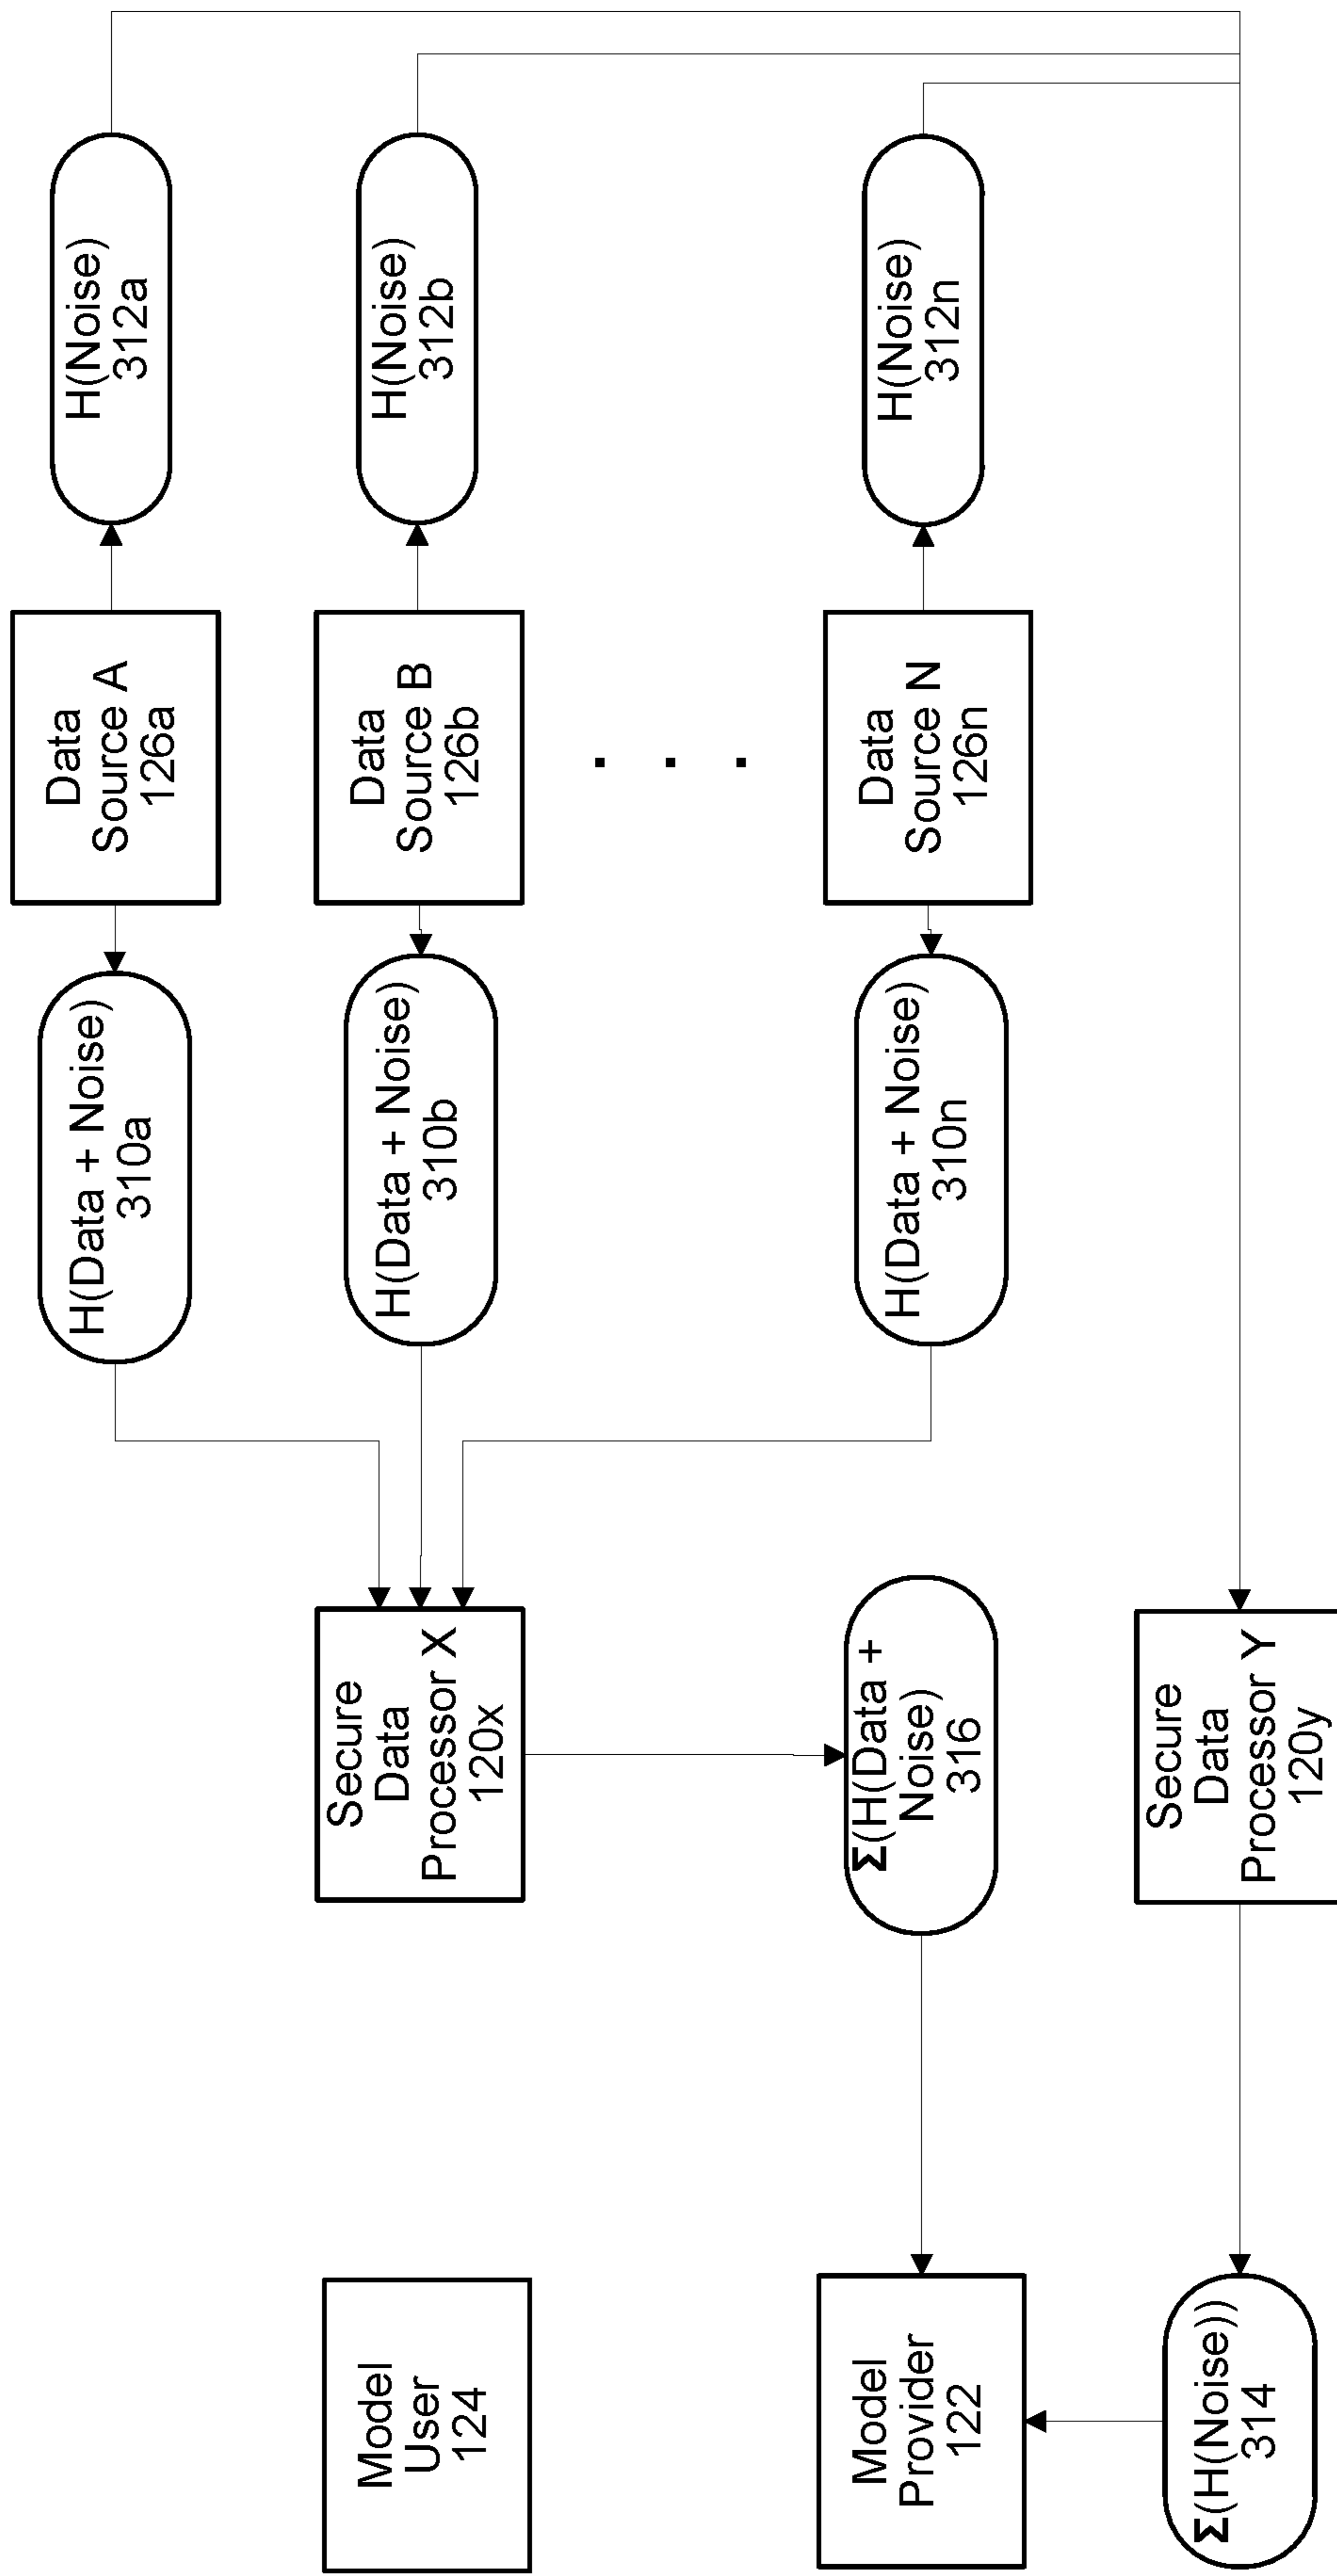 Model
User
124
Secure
Data
Processor X
120x
H(Data + Noise)
310a
Data
Source A
126a
H(Noise)
312a
H(Data + Noise)
310b
Data
Source B
126b
H(Noise)
312b
. . .
Model
Provider
122
Σ(H(Data +
Noise)
316
H(Data + Noise)
310n
Data
Source N
126n
H(Noise)
312n
Σ(H(Noise))
314
Secure
Data
Processor Y
120y